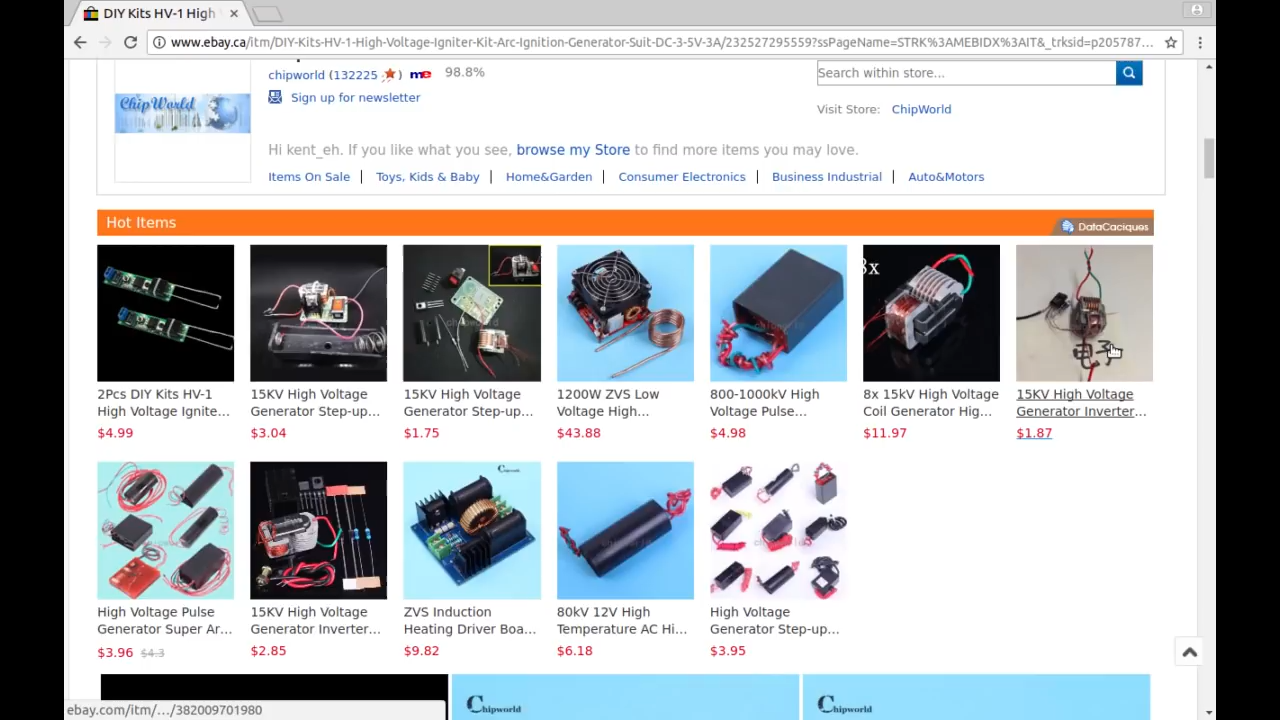 DIY Kits HV-1 High
www.ebay.ca/itm/DIY-Kits-HV-1-High-Voltage-Igniter-Kit-Arc-Ignition-Generator-Suit-DC-3-5V-3A/232527295559?ssPageName=STRK%3AMEBIDX%3AIT&_trksid=p205787...
chipworld (132225 ) me 98.8%
Search within store...
ChipWorld
Sign up for newsletter
Visit Store: ChipWorld
Hi kent_eh. If you like what you see, browse my Store to find more items you may love.
Items On Sale | Toys, Kids & Baby | Home&Garden | Consumer Electronics | Business Industrial | Auto&Motors
Hot Items
DataCaciques
8x
电子
2Pcs DIY Kits HV-1
High Voltage Ignite...
$4.99
15KV High Voltage
Generator Step-up...
$3.04
15KV High Voltage
Generator Step-up...
$1.75
1200W ZVS Low
Voltage High...
$43.88
800-1000kV High
Voltage Pulse...
$4.98
8x 15kV High Voltage
Coil Generator Hig...
$11.97
15KV High Voltage
Generator Inverter...
$1.87
Chipworld
High Voltage Pulse
Generator Super Ar...
$3.96 $4.3
15KV High Voltage
Generator Inverter...
$2.85
ZVS Induction
Heating Driver Boa...
$9.82
80kV 12V High
Temperature AC Hi...
$6.18
High Voltage
Generator Step-up...
$3.95
Chipworld
Chipworld
ebay.com/itm/.../382009701980